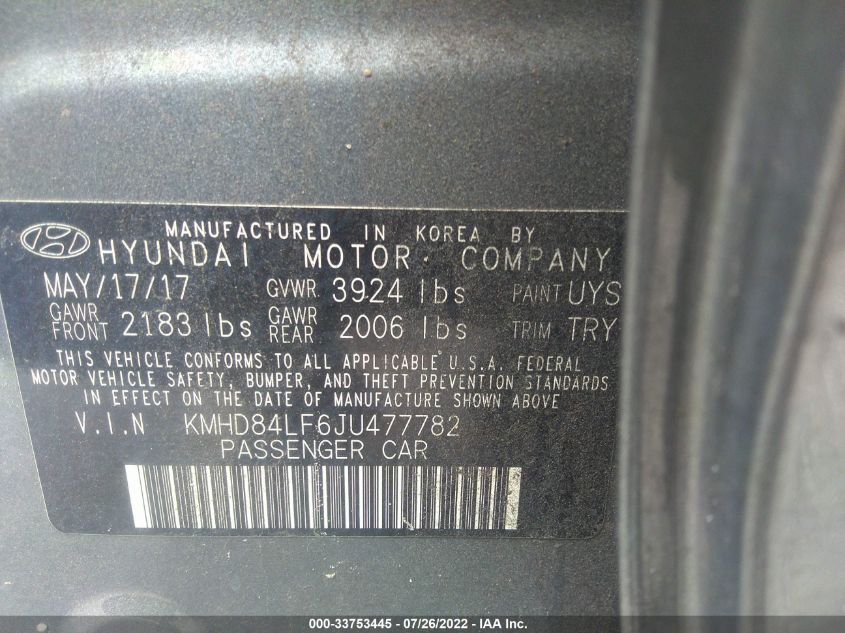 MANUFACTURED IN KOREA BY
HYUNDAI MOTOR COMPANY
MAY/17/17 GVWR 3924 lbs PAINT UYS
GAWR FRONT 2183 lbs GAWR REAR 2006 lbs TRIM TRY
THIS VEHICLE CONFORMS TO ALL APPLICABLE U.S.A. FEDERAL
MOTOR VEHICLE SAFETY, BUMPER, AND THEFT PREVENTION STANDARDS
IN EFFECT ON THE DATE OF MANUFACTURE SHOWN ABOVE
V.I.N KMHD84LF6JU477782
PASSENGER CAR
000-33753445 - 07/26/2022 - IAA Inc.